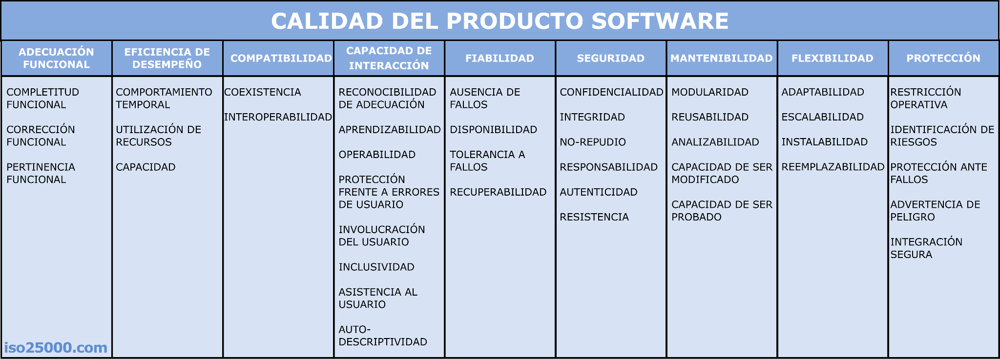 CALIDAD DEL PRODUCTO SOFTWARE
ADECUACIÓN
FUNCIONAL
EFICIENCIA DE
DESEMPEÑO
COMPATIBILIDAD
CAPACIDAD DE
INTERACCIÓN
FIABILIDAD
SEGURIDAD
MANTENIBILIDAD
FLEXIBILIDAD
PROTECCIÓN
COMPLETITUD
FUNCIONAL
CORRECCIÓN
FUNCIONAL
PERTINENCIA
FUNCIONAL
COMPORTAMIENTO
TEMPORAL
UTILIZACIÓN DE
RECURSOS
CAPACIDAD
COEXISTENCIA
INTEROPERABILIDAD
RECONOCIBILIDAD
DE ADECUACIÓN
APRENDIZABILIDAD
OPERABILIDAD
PROTECCIÓN
FRENTE A ERRORES
DE USUARIO
INVOLUCRACIÓN
DEL USUARIO
INCLUSIVIDAD
ASISTENCIA AL
USUARIO
AUTO-
DESCRIPTIVIDAD
AUSENCIA DE
FALLOS
DISPONIBILIDAD
TOLERANCIA A
FALLOS
RECUPERABILIDAD
CONFIDENCIALIDAD
INTEGRIDAD
NO-REPUDIO
RESPONSABILIDAD
AUTENTICIDAD
RESISTENCIA
MODULARIDAD
REUSABILIDAD
ANALIZABILIDAD
CAPACIDAD DE SER
MODIFICADO
CAPACIDAD DE SER
PROBADO
ADAPTABILIDAD
ESCALABILIDAD
INSTALABILIDAD
REEMPLAZABILIDAD
RESTRICCIÓN
OPERATIVA
IDENTIFICACIÓN DE
RIESGOS
PROTECCIÓN ANTE
FALLOS
ADVERTENCIA DE
PELIGRO
INTEGRACIÓN
SEGURA
iso25000.com